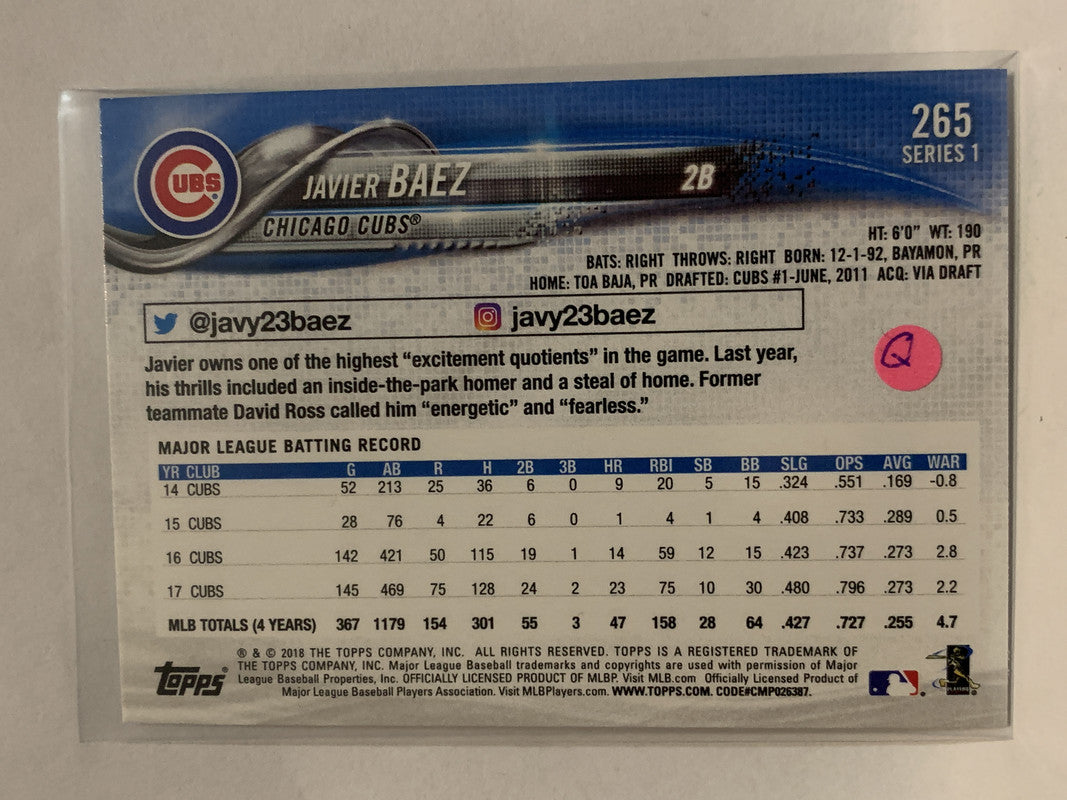 265
SERIES 1
CUBS®
JAVIER BAEZ 2B
CHICAGO CUBS®
HT: 6'0" WT: 190
BATS: RIGHT THROWS: RIGHT BORN: 12-1-92, BAYAMON, PR
HOME: TOA BAJA, PR DRAFTED: CUBS #1-JUNE, 2011 ACQ: VIA DRAFT
@javy23baez javy23baez
Q
Javier owns one of the highest “excitement quotients” in the game. Last year,
his thrills included an inside-the-park homer and a steal of home. Former
teammate David Ross called him “energetic” and “fearless.”
MAJOR LEAGUE BATTING RECORD
YR CLUB G AB R H 2B 3B HR RBI SB BB SLG OPS AVG WAR
14 CUBS 52 213 25 36 6 0 9 20 5 15 .324 .551 .169 -0.8
15 CUBS 28 76 4 22 6 0 1 4 1 4 .408 .733 .289 0.5
16 CUBS 142 421 50 115 19 1 14 59 12 15 .423 .737 .273 2.8
17 CUBS 145 469 75 128 24 2 23 75 10 30 .480 .796 .273 2.2
MLB TOTALS (4 YEARS) 367 1179 154 301 55 3 47 158 28 64 .427 .727 .255 4.7
® & © 2018 THE TOPPS COMPANY, INC. ALL RIGHTS RESERVED. TOPPS IS A REGISTERED TRADEMARK OF
THE TOPPS COMPANY, INC. Major League Baseball trademarks and copyrights are used with permission of Major
League Baseball Properties, Inc. OFFICIALLY LICENSED PRODUCT OF MLBP. Visit MLB.com Officially Licensed Product of
Major League Baseball Players Association. Visit MLBPlayers.com. WWW.TOPPS.COM. CODE#CMP026387.
topps